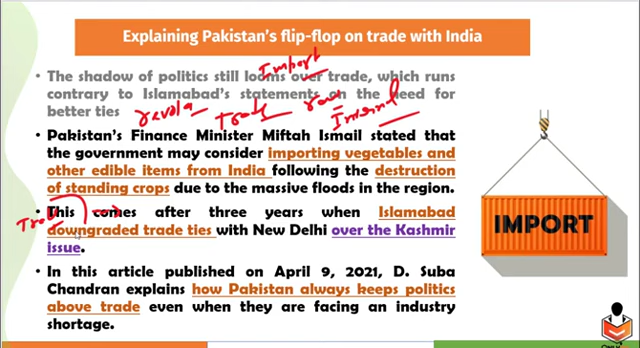 Explaining Pakistan's flip-flop on trade with India
Import
The shadow of politics still looms over trade, which runs
contrary to Islamabad's statements on the need for
better ties
Trade
Pakistan's Finance Minister Miftah Ismail stated that
the government may consider importing vegetables and
other edible items from India following the destruction
of standing crops due to the massive floods in the region.
This comes after three years when Islamabad
downgraded trade ties with New Delhi over the Kashmir
issue.
In this article published on April 9, 2021, D. Suba
Chandran explains how Pakistan always keeps politics
above trade even when they are facing an industry
shortage.
IMPORT